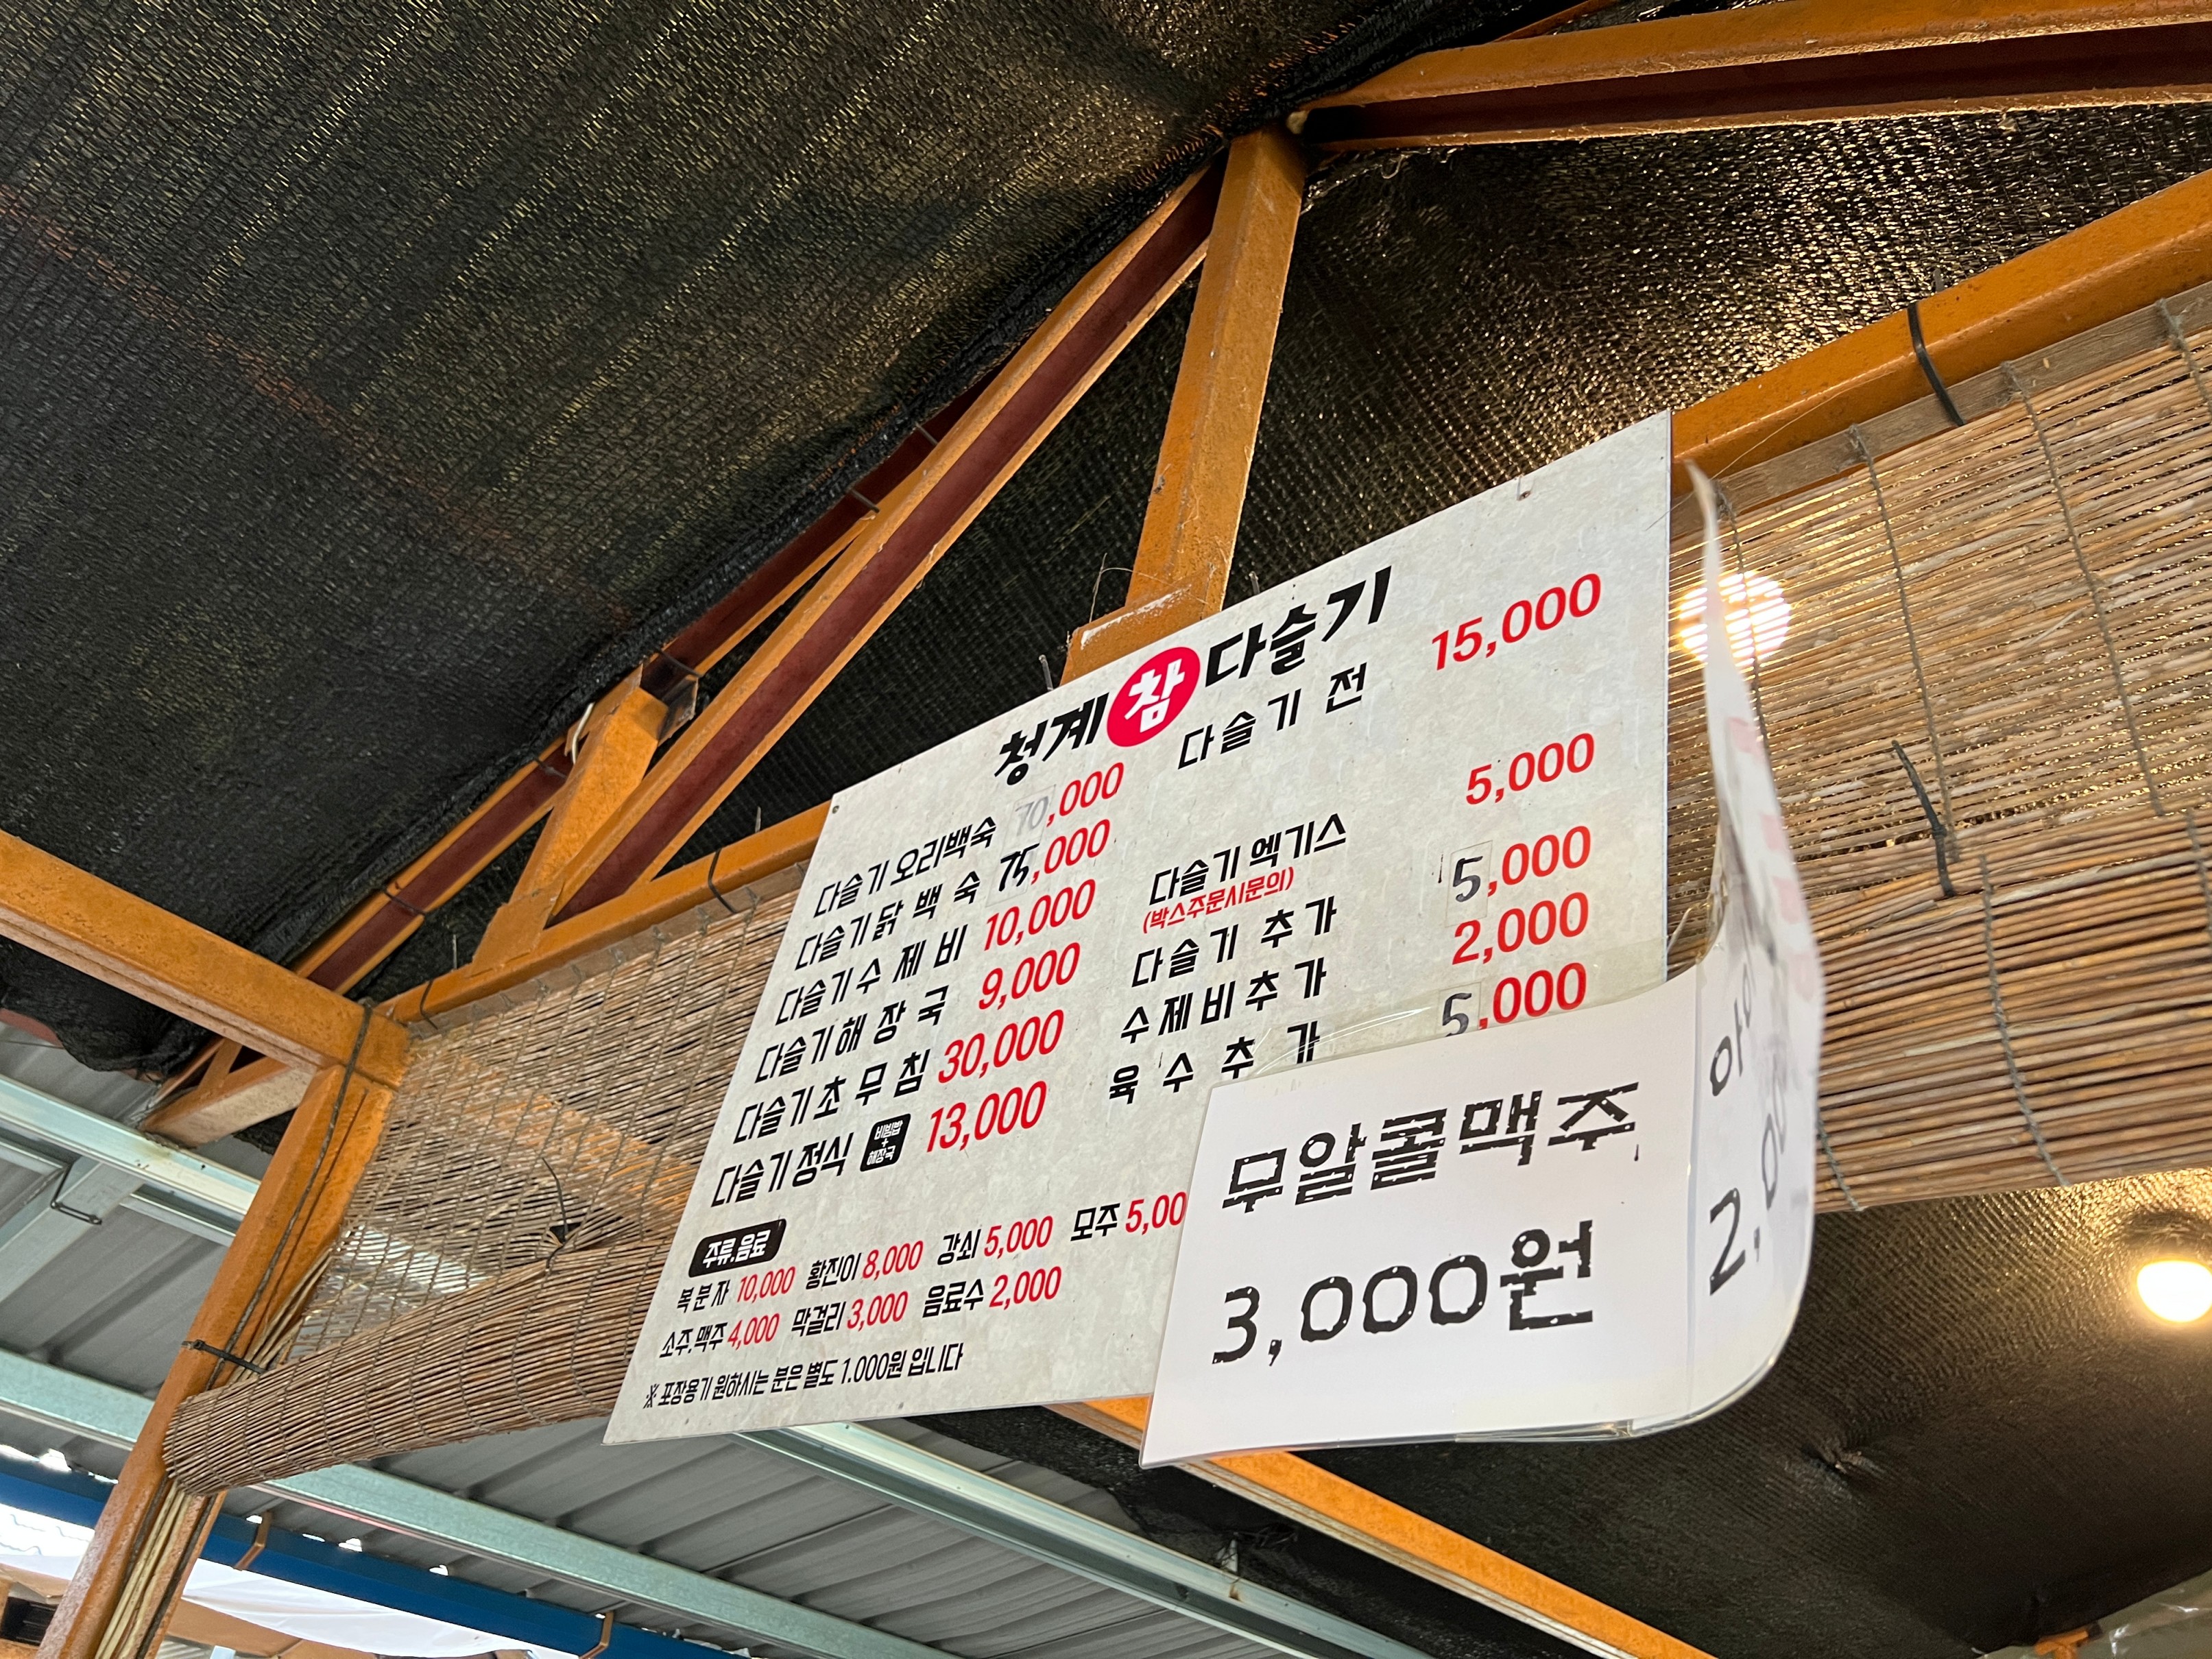 청계 참 다슬기
다슬기 오리백숙 70,000
다슬기 닭 백 숙 75,000
다슬기 수 제 비 10,000
다슬기 해 장 국 9,000
다슬기 초 무 침 30,000
다슬기 정식 비빔밥 + 해장국 13,000
다슬기 전 15,000
다슬기 엑기스 5,000
(박스주문시문의)
다슬기 추가 5,000
수제비추가 2,000
육 수 추 가 5,000
주류.음료
복분자 10,000 황진이 8,000 강쇠 5,000 모주 5,00
소주.맥주 4,000 막걸리 3,000 음료수 2,000
※ 포장용기 원하시는 분은 별도 1.000원 입니다
무알콜맥주
3,000원